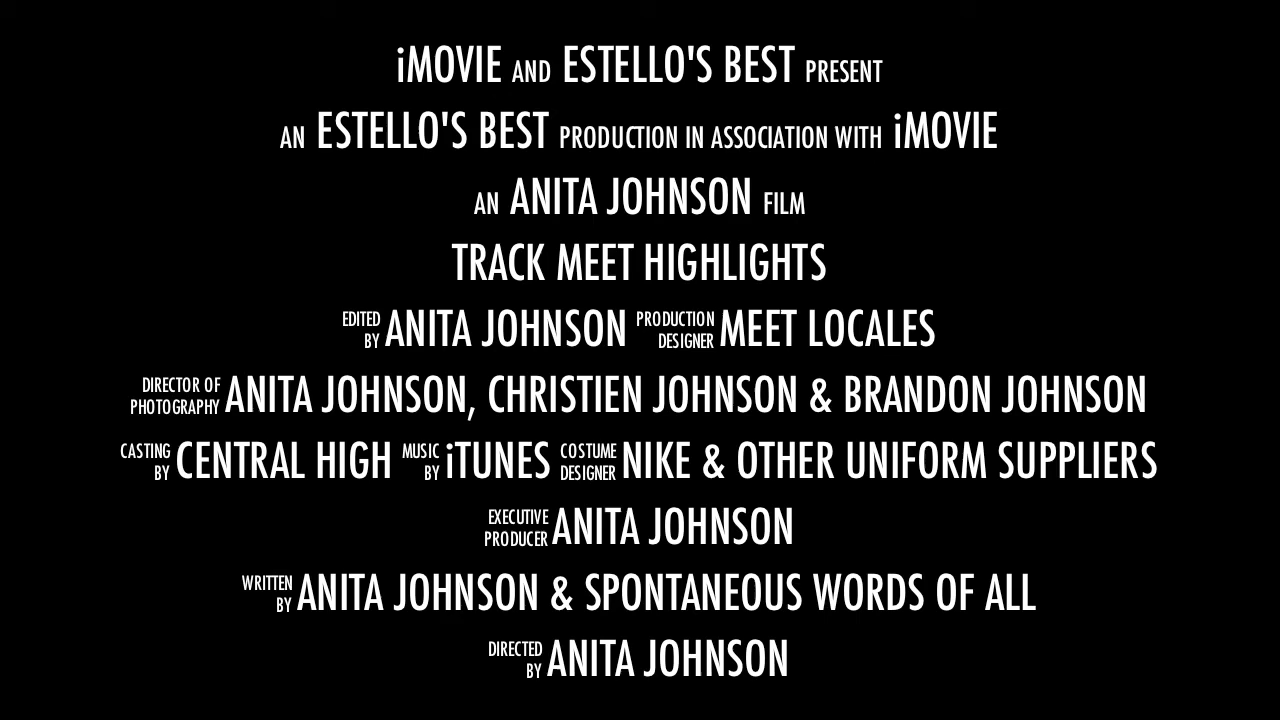 iMOVIE AND ESTELLO'S BEST PRESENT
AN ESTELLO'S BEST PRODUCTION IN ASSOCIATION WITH iMOVIE
AN ANITA JOHNSON FILM
TRACK MEET HIGHLIGHTS
EDITED BY ANITA JOHNSON PRODUCTION DESIGNER MEET LOCALES
DIRECTOR OF PHOTOGRAPHY ANITA JOHNSON, CHRISTIEN JOHNSON & BRANDON JOHNSON
CASTING BY CENTRAL HIGH MUSIC BY iTUNES COSTUME DESIGNER NIKE & OTHER UNIFORM SUPPLIERS
EXECUTIVE PRODUCER ANITA JOHNSON
WRITTEN BY ANITA JOHNSON & SPONTANEOUS WORDS OF ALL
DIRECTED BY ANITA JOHNSON